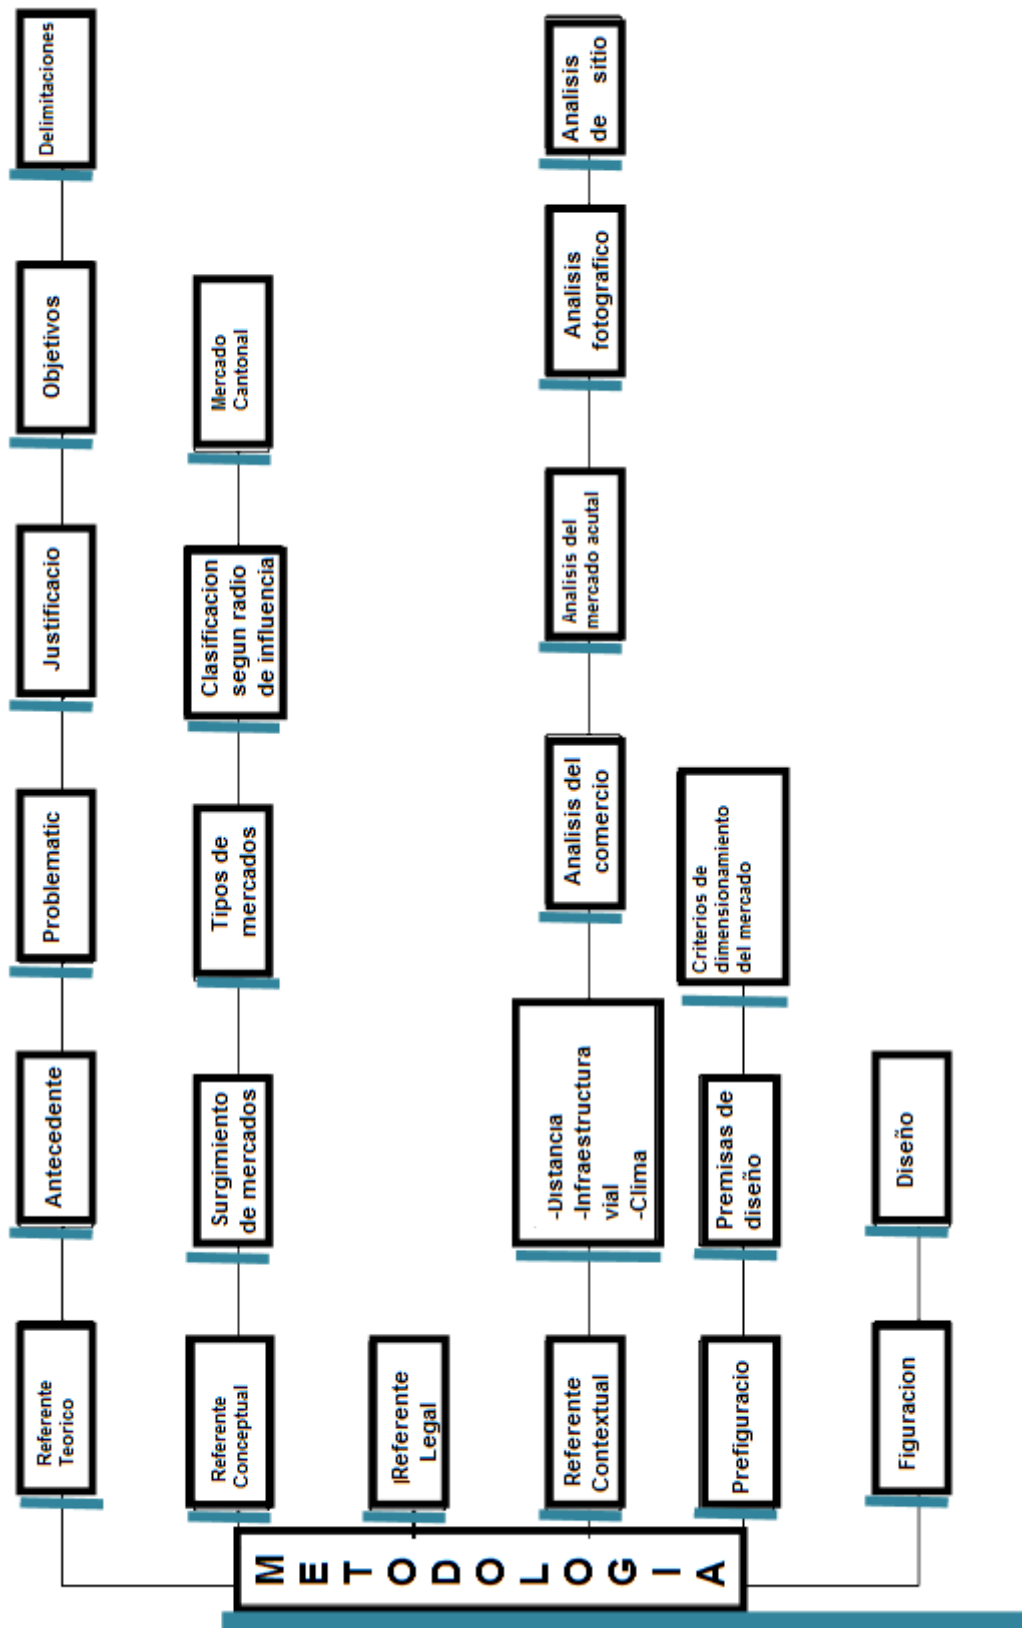 METODOLOGIA
Referente
Teorico
Antecedente
Problematic
Justificacio
Objetivos
Delimitaciones
Referente
Conceptual
Surgimiento
de mercados
Tipos de
mercados
Clasificacion
segun radio
de influencia
Mercado
Cantonal
Referente
Legal
Referente
Contextual
-Distancia
-Infraestructura
vial
-Clima
Analisis del
comercio
Analisis del
mercado acutal
Analisis
fotografico
Analisis
de sitio
Prefiguracio
Premisas de
diseño
Criterios de
dimensionamiento
del mercado
Figuracion
Diseño